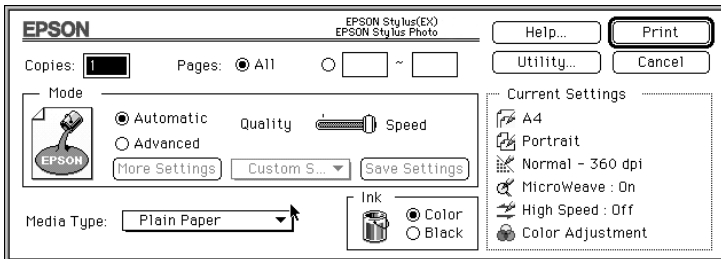 EPSON
EPSON Stylus(EX)
EPSON Stylus Photo
Help...
Print
Copies: 1
Pages: All
~
Utility...
Cancel
Mode
Automatic
Advanced
Quality
Speed
EPSON
More Settings
Custom S...
Save Settings
Media Type: Plain Paper
Ink
Color
Black
Current Settings
A4
Portrait
Normal - 360 dpi
MicroWeave : On
High Speed : Off
Color Adjustment